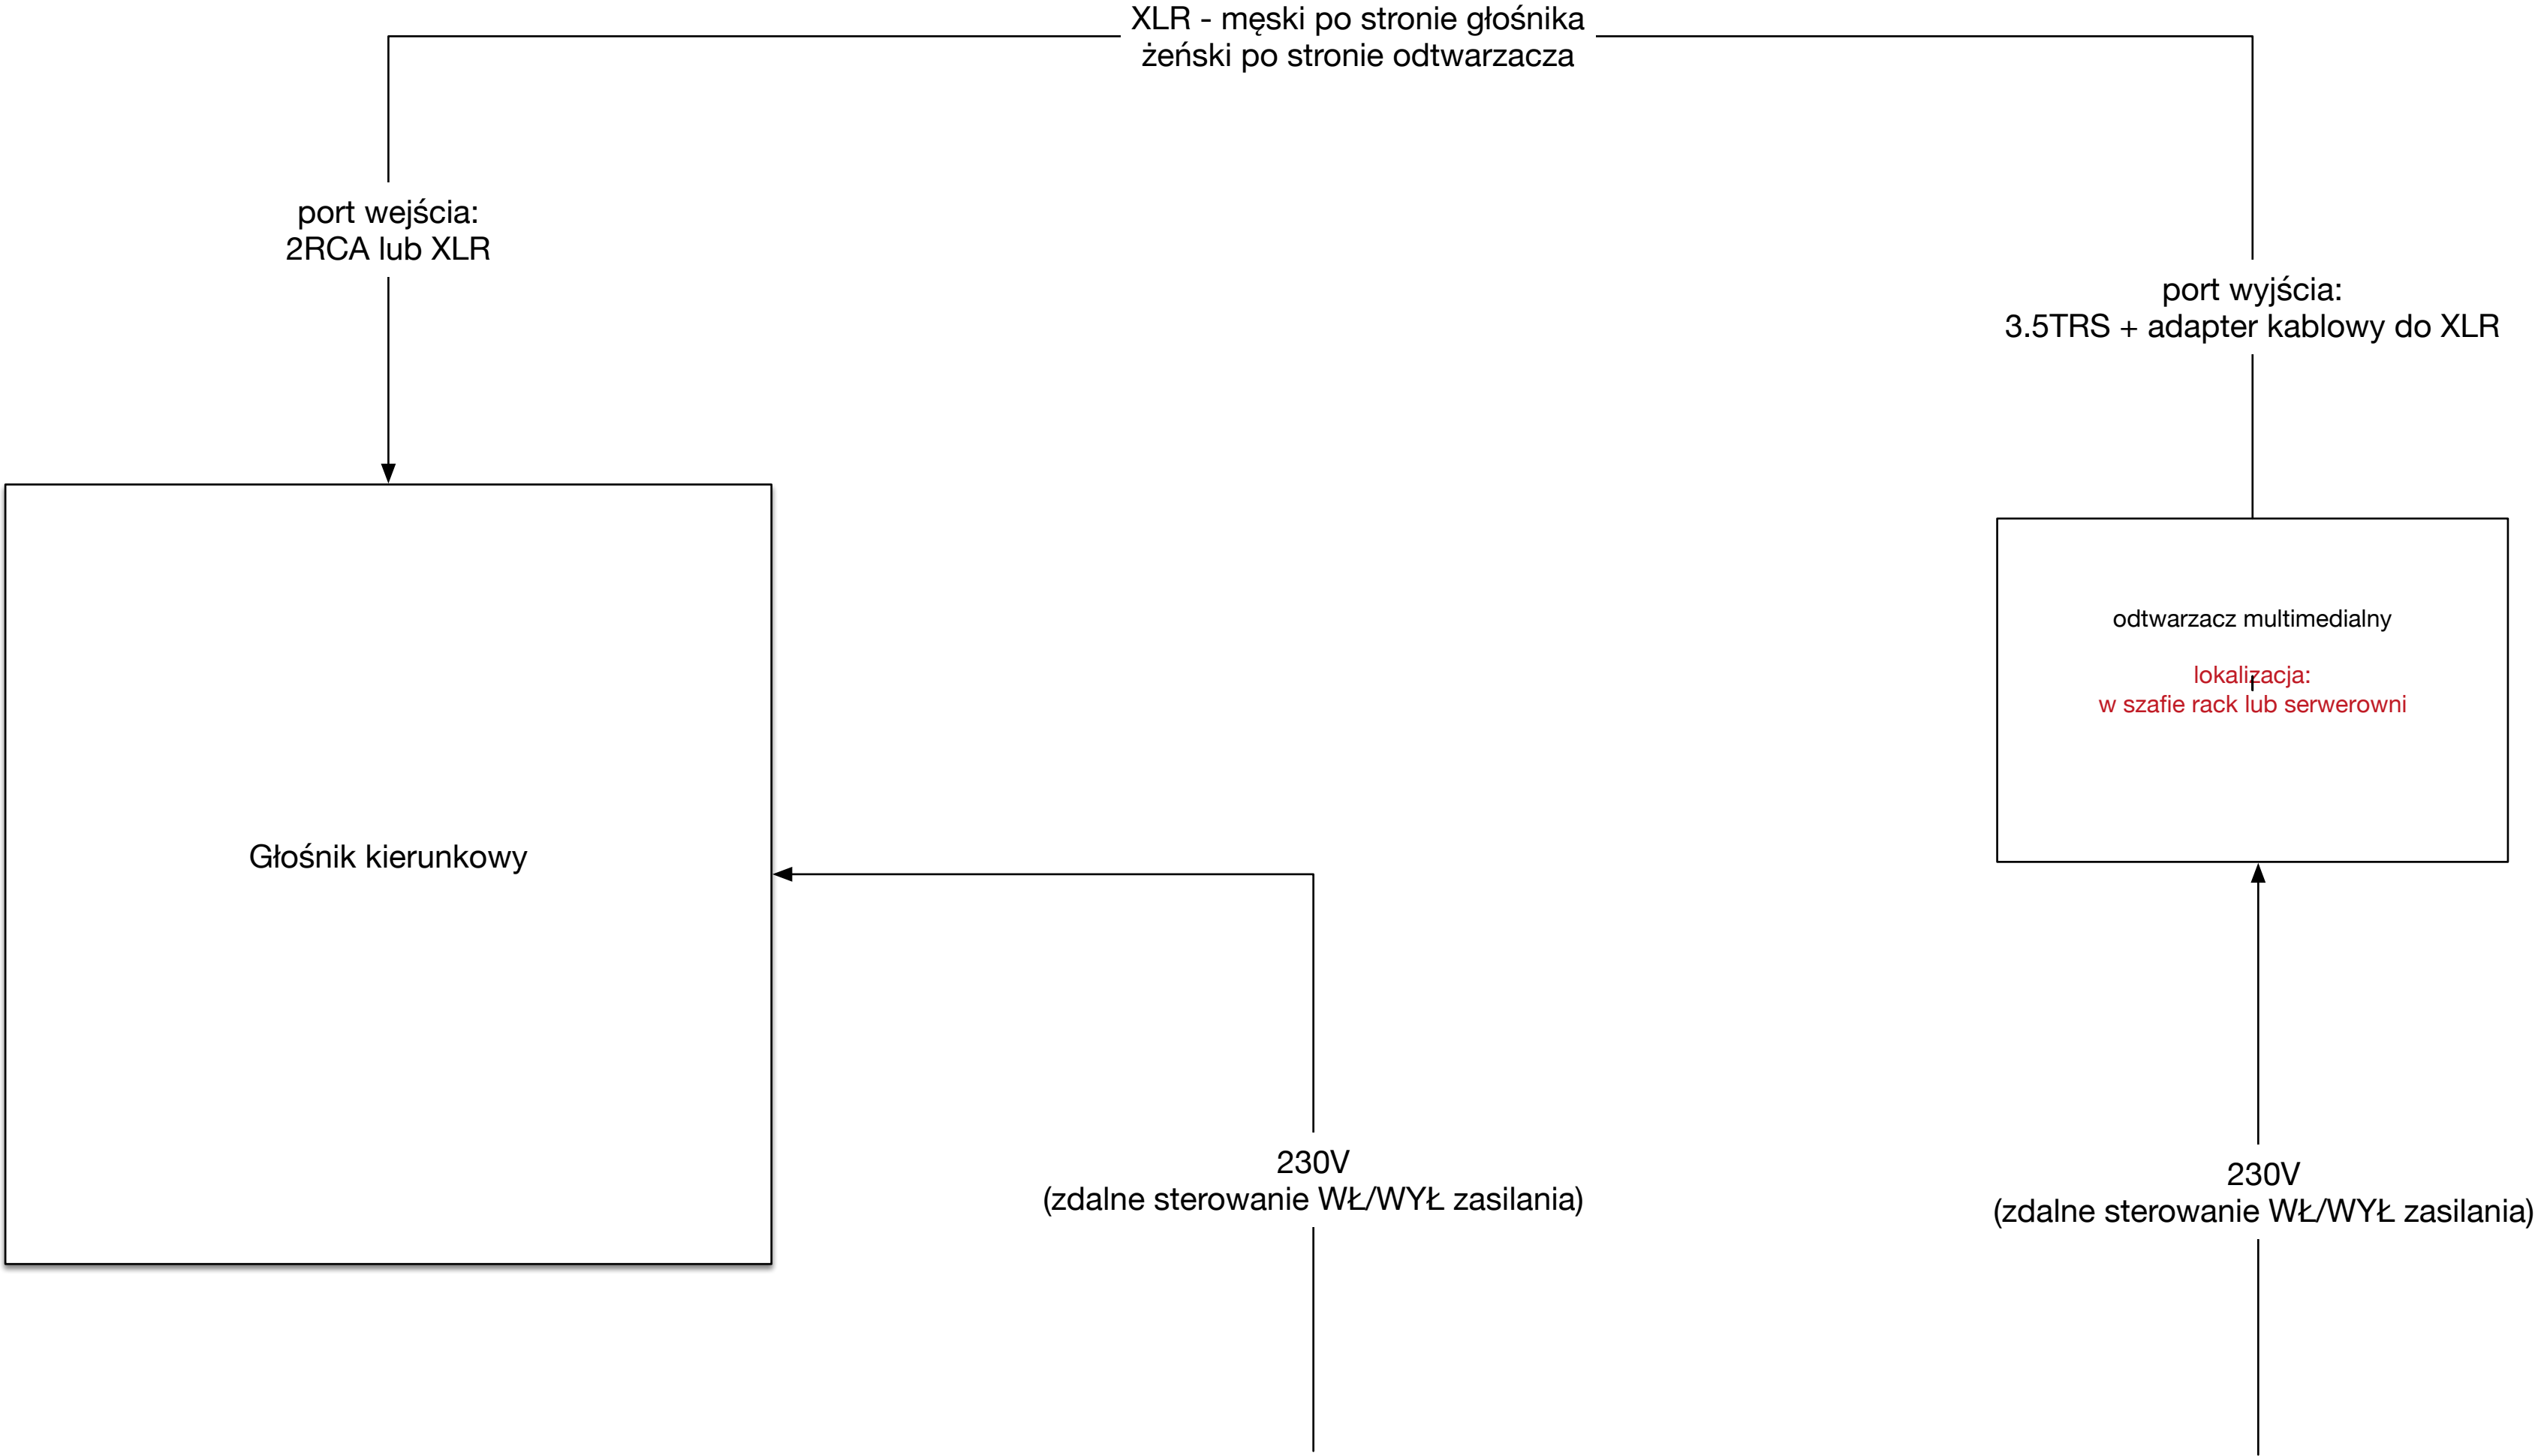 XLR - męski po stronie głośnika
żeński po stronie odtwarzacza
port wejścia:
2RCA lub XLR
port wyjścia:
3.5TRS + adapter kablowy do XLR
odtwarzacz multimedialny
lokalizacja:
w szafie rack lub serwerowni
Głośnik kierunkowy
230V
(zdalne sterowanie WŁ/WYŁ zasilania)
230V
(zdalne sterowanie WŁ/WYŁ zasilania)